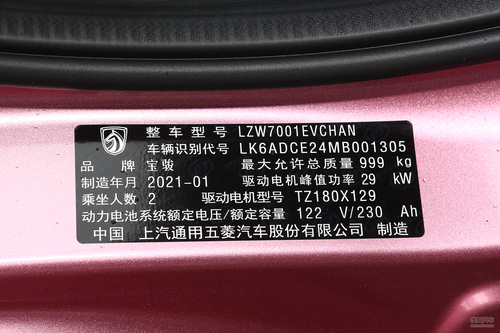 整车型号 LZW7001EVCHAN
车辆识别代号 LK6ADCE24MB001305
品牌 宝骏 最大允许总质量 999 kg
制造年月 2021-01 驱动电机峰值功率 29 kW
乘坐人数 2 驱动电机型号 TZ180X129
动力电池系统额定电压/额定容量 122 V/230 Ah
中国 上汽通用五菱汽车股份有限公司 制造